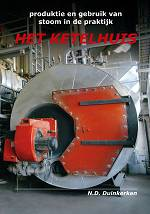 produktie en gebruik van
stoom in de praktijk
HET KETELHUIS
N.D. Duinkerken